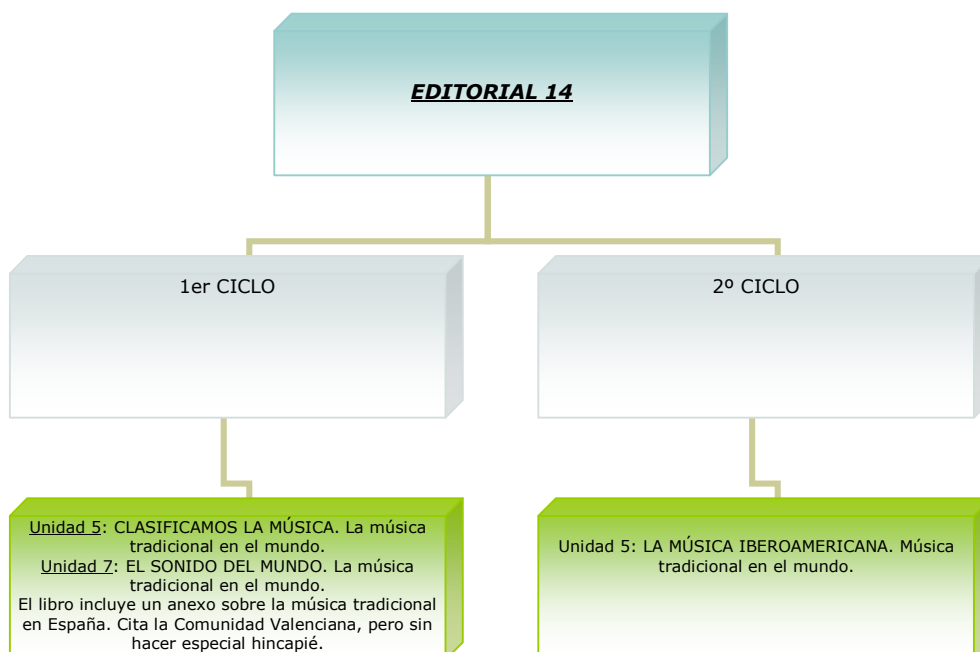 EDITORIAL 14
1er CICLO
2º CICLO
Unidad 5: CLASIFICAMOS LA MÚSICA. La música
tradicional en el mundo.
Unidad 7: EL SONIDO DEL MUNDO. La música
tradicional en el mundo.
El libro incluye un anexo sobre la música tradicional
en España. Cita la Comunidad Valenciana, pero sin
hacer especial hincapié.
Unidad 5: LA MÚSICA IBEROAMERICANA. Música
tradicional en el mundo.